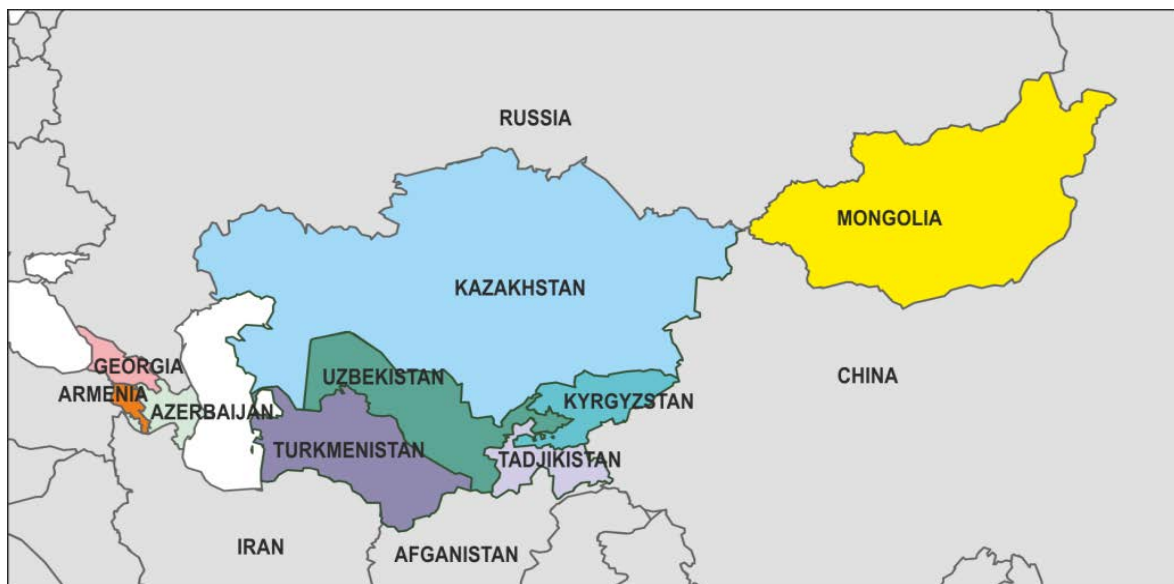 RUSSIA
MONGOLIA
KAZAKHSTAN
GEORGIA
UZBEKISTAN
CHINA
ARMENIA
AZERBAIJAN
KYRGYZSTAN
TURKMENISTAN
TADJIKISTAN
IRAN
AFGANISTAN